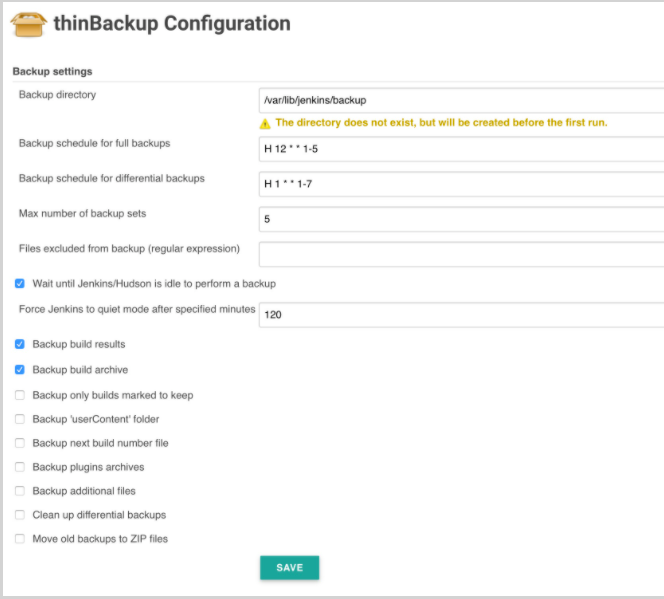 thinBackup Configuration
Backup settings
Backup directory
/var/lib/jenkins/backup
The directory does not exist, but will be created before the first run.
Backup schedule for full backups
H 12 * * 1-5
Backup schedule for differential backups
H 1 * * 1-7
Max number of backup sets
5
Files excluded from backup (regular expression)
Wait until Jenkins/Hudson is idle to perform a backup
Force Jenkins to quiet mode after specified minutes
120
Backup build results
Backup build archive
Backup only builds marked to keep
Backup 'userContent' folder
Backup next build number file
Backup plugins archives
Backup additional files
Clean up differential backups
Move old backups to ZIP files
SAVE